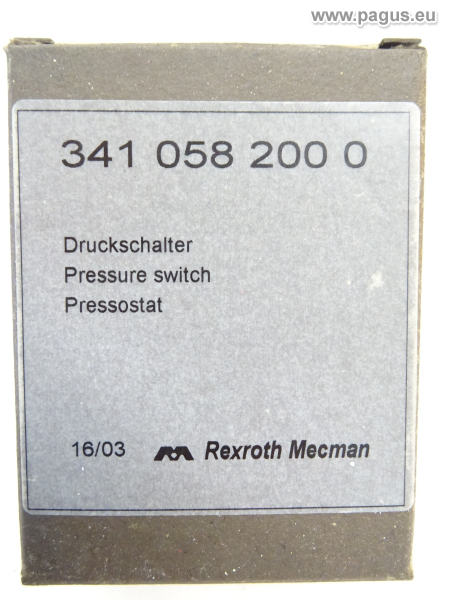 www.pagus.eu
341 058 200 0
Druckschalter
Pressure switch
Pressostat
16/03 Rexroth Mecman